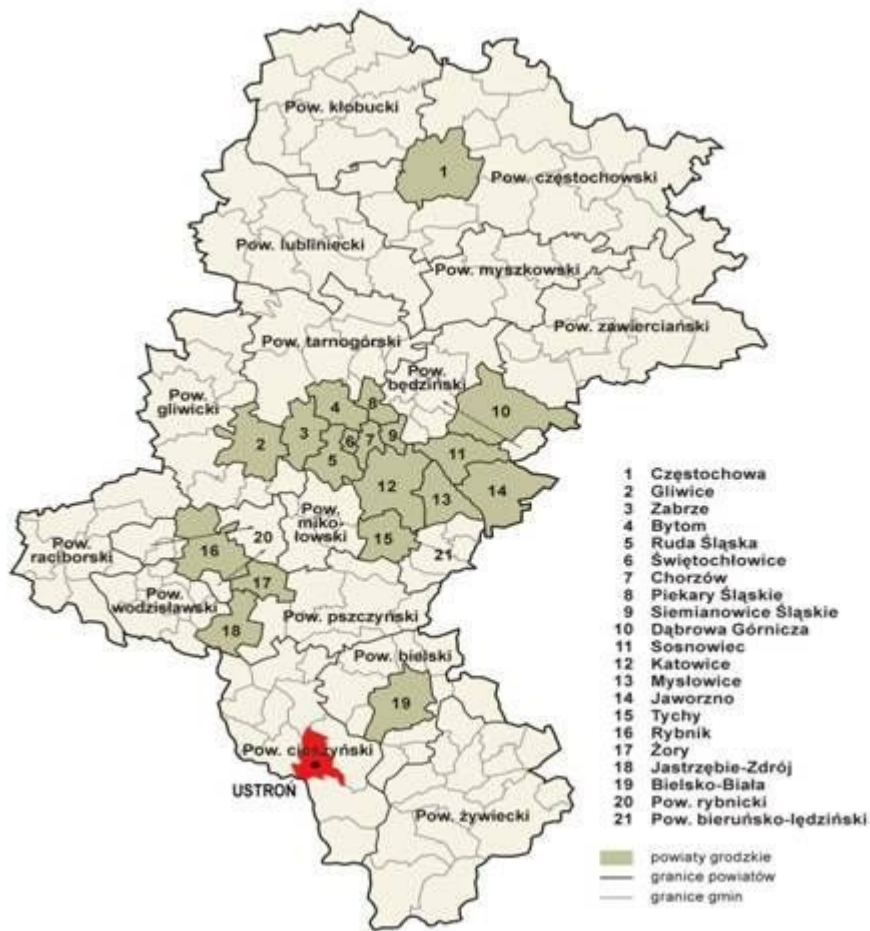 Pow. kłobucki
1
Pow. częstochowski
Pow. lubliniecki
Pow. myszkowski
Pow. zawierciański
Pow. tarnogórski
Pow.
będziński
Pow.
gliwicki
2
3
4
5
6
7
8
9
10
11
12
13
14
15
Pow.
miko-
łowski
20
21
Pow.
raciborski
16
17
Pow.
wodzisławski
18
Pow. pszczyński
Pow. bielski
19
Pow. cieszyński
USTROŃ
Pow. żywiecki
1 Częstochowa
2 Gliwice
3 Zabrze
4 Bytom
5 Ruda Śląska
6 Świętochłowice
7 Chorzów
8 Piekary Śląskie
9 Siemianowice Śląskie
10 Dąbrowa Górnicza
11 Sosnowiec
12 Katowice
13 Mysłowice
14 Jaworzno
15 Tychy
16 Rybnik
17 Żory
18 Jastrzębie-Zdrój
19 Bielsko-Biała
20 Pow. rybnicki
21 Pow. bieruńsko-lędziński
powiaty grodzkie
granice powiatów
granice gmin